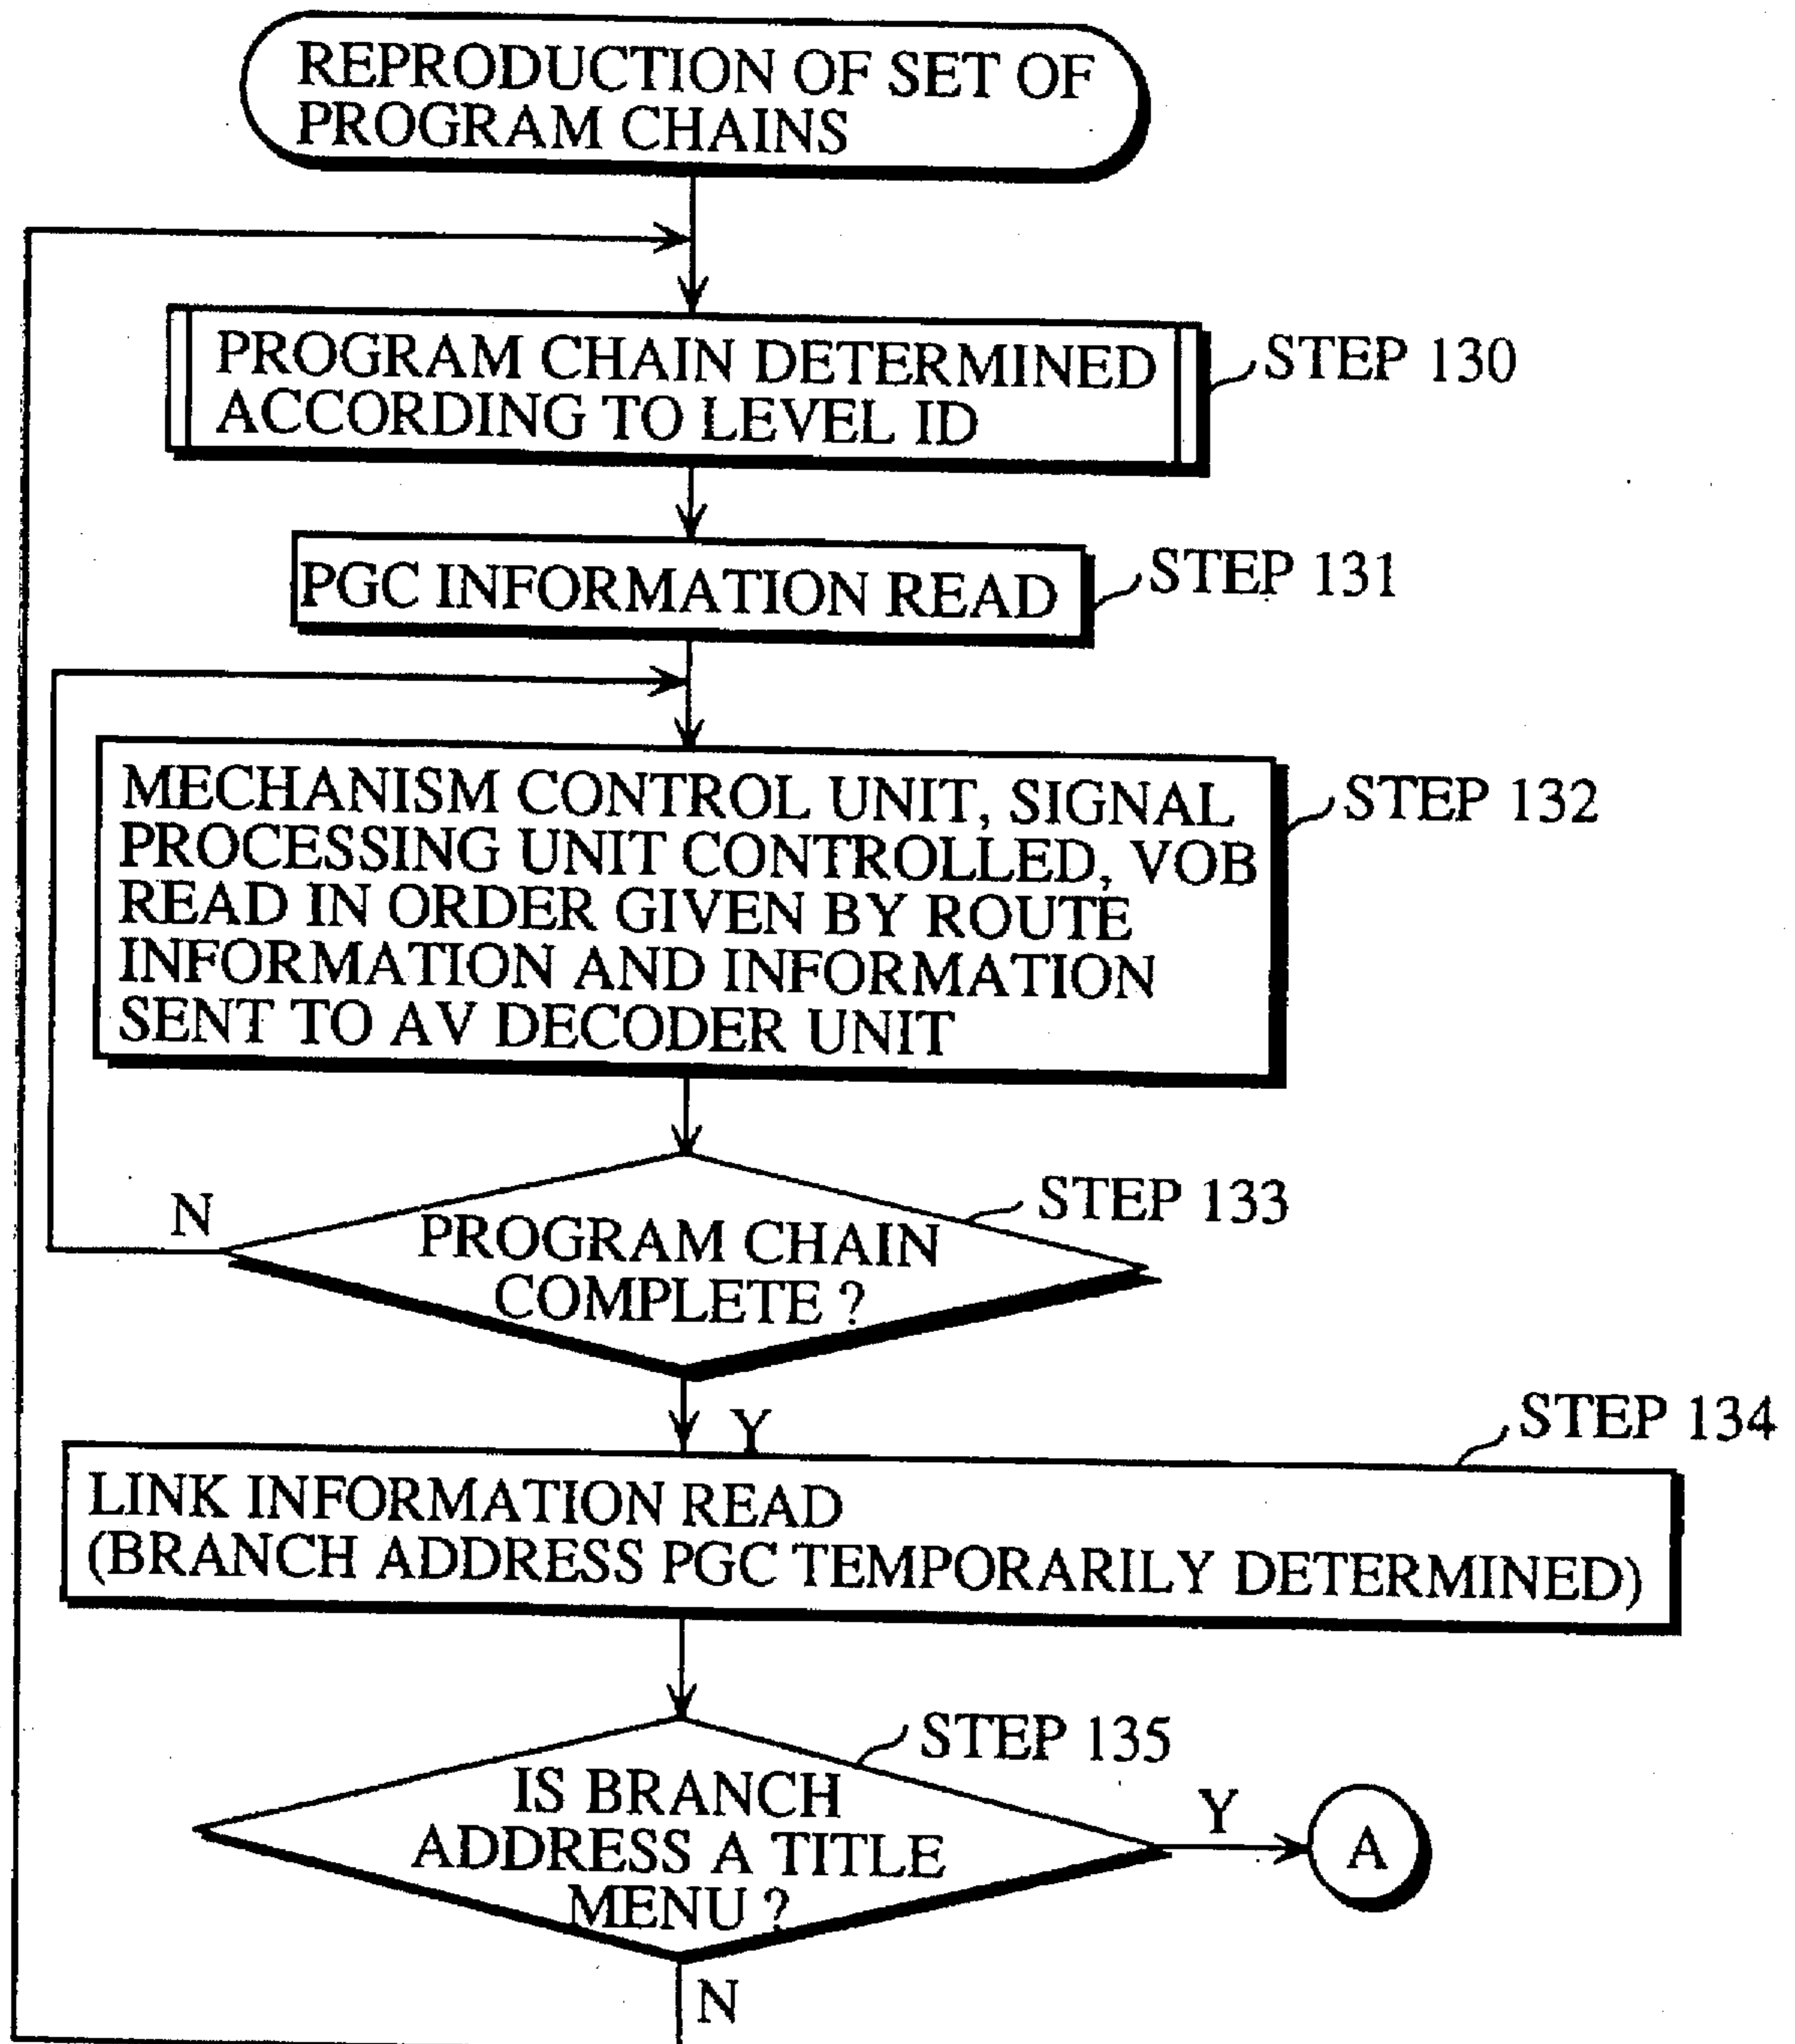 REPRODUCTION OF SET OF
PROGRAM CHAINS
PROGRAM CHAIN DETERMINED
ACCORDING TO LEVEL ID
STEP 130
PGC INFORMATION READ
STEP 131
MECHANISM CONTROL UNIT, SIGNAL
PROCESSING UNIT CONTROLLED, VOB
READ IN ORDER GIVEN BY ROUTE
INFORMATION AND INFORMATION
SENT TO AV DECODER UNIT
STEP 132
N
STEP 133
PROGRAM CHAIN
COMPLETE ?
Y
STEP 134
LINK INFORMATION READ
(BRANCH ADDRESS PGC TEMPORARILY DETERMINED)
STEP 135
IS BRANCH
ADDRESS A TITLE
MENU ?
Y
A
N